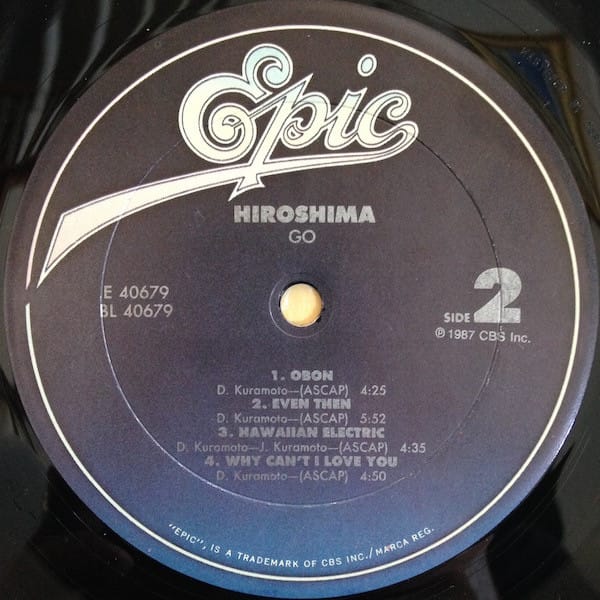 Epic
HIROSHIMA
GO
E 40679
BL 40679
SIDE 2
℗ 1987 CBS Inc.
1. OBON
D. Kuramoto—(ASCAP) 4:25
2. EVEN THEN
D. Kuramoto—(ASCAP) 5:52
3. HAWAIIAN ELECTRIC
D. Kuramoto—J. Kuramoto—(ASCAP) 4:35
4. WHY CAN'T I LOVE YOU
D. Kuramoto—(ASCAP) 4:50
"EPIC", IS A TRADEMARK OF CBS INC./MARCA REG.